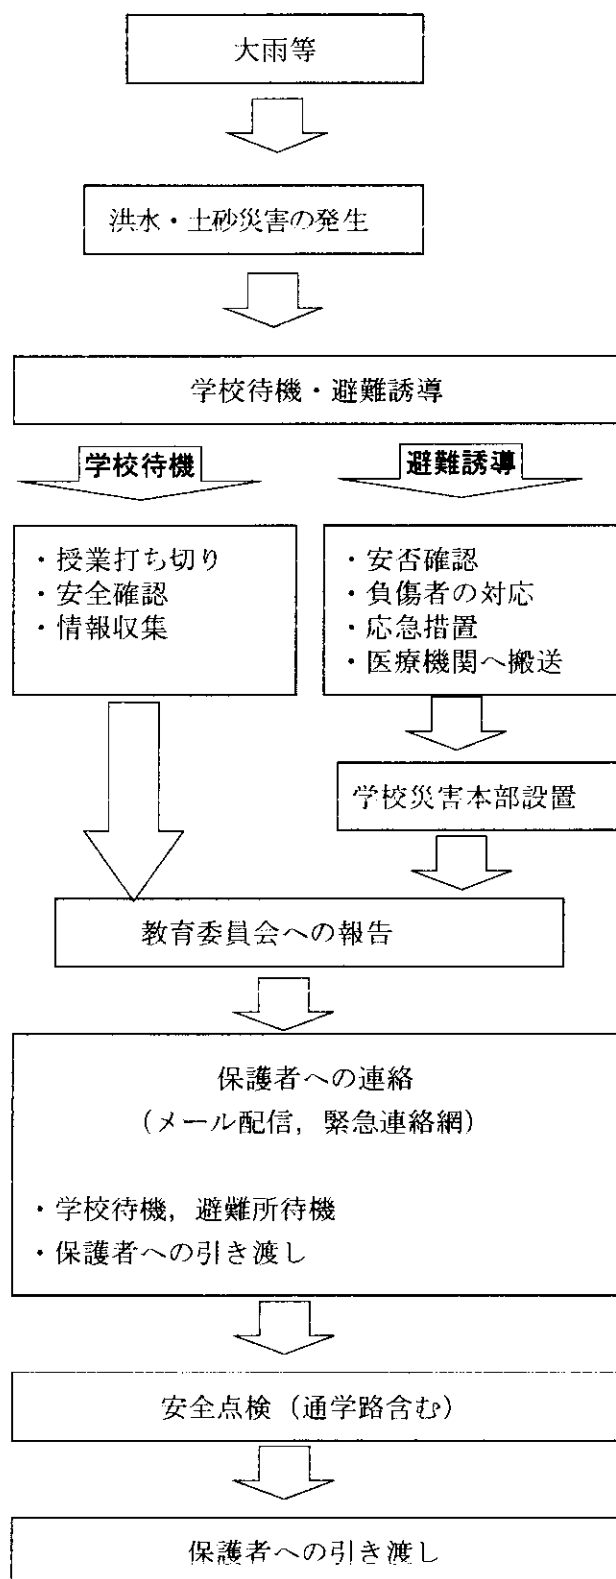 大雨等
洪水・土砂災害の発生
学校待機・避難誘導
学校待機
避難誘導
・授業打ち切り
・安全確認
・情報収集
・安否確認
・負傷者の対応
・応急措置
・医療機関へ搬送
学校災害本部設置
教育委員会への報告
保護者への連絡
（メール配信，緊急連絡網）
・学校待機，避難所待機
・保護者への引き渡し
安全点検（通学路含む）
保護者への引き渡し